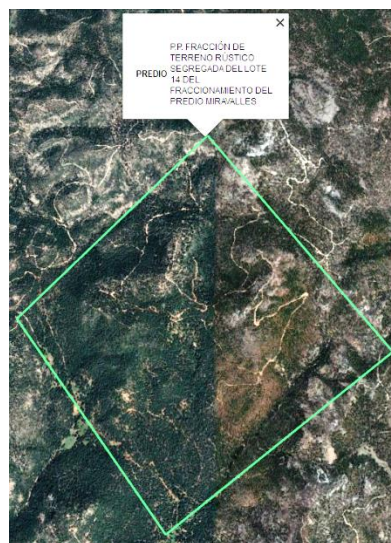 PREDIO
P.P. FRACCIÓN DE
TERRENO RÚSTICO
SEGREGADA DEL LOTE
14 DEL
FRACCIONAMIENTO DEL
PREDIO MIRAVALLES